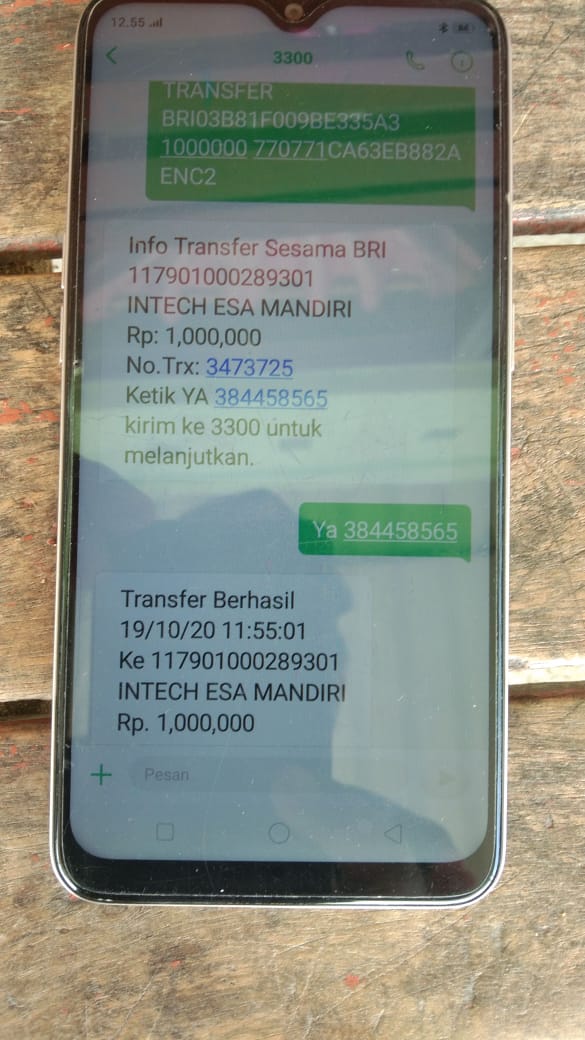 12.55
3300
TRANSFER
BRI03B81F009BE335A3
1000000 770771CA63EB882A
ENC2
Info Transfer Sesama BRI
117901000289301
INTECH ESA MANDIRI
Rp: 1,000,000
No.Trx: 3473725
Ketik YA 384458565
kirim ke 3300 untuk
melanjutkan.
Ya 384458565
Transfer Berhasil
19/10/20 11:55:01
Ke 117901000289301
INTECH ESA MANDIRI
Rp. 1,000,000
Pesan